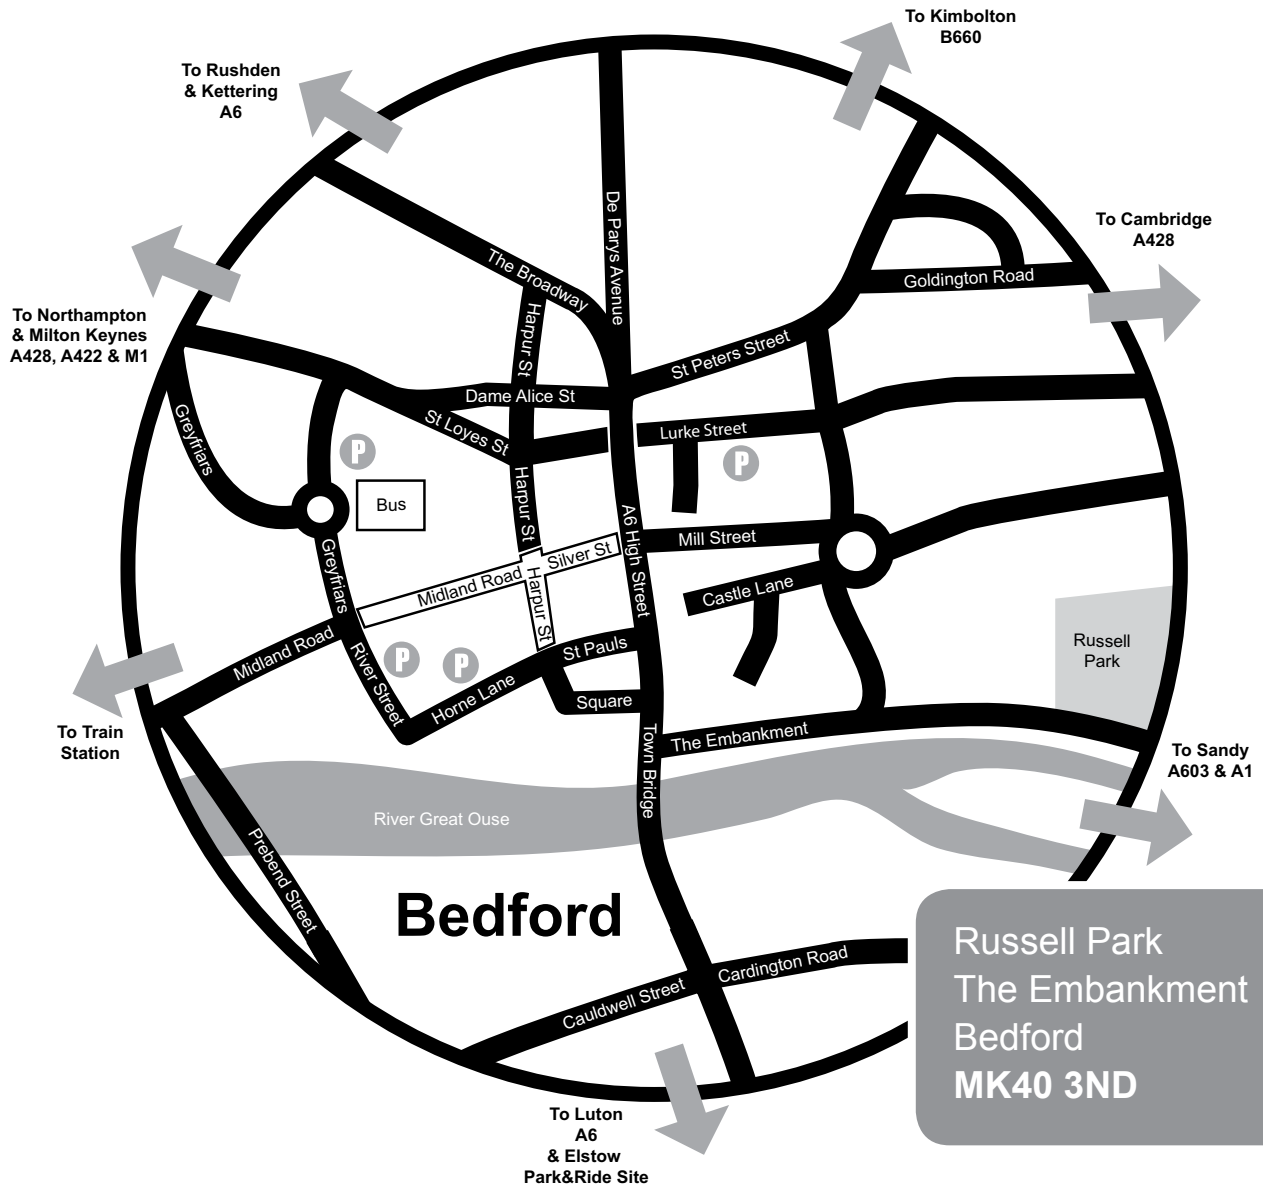 To Kimbolton
B660
To Rushden
& Kettering
A6
To Cambridge
A428
De Parys Avenue
The Broadway
Goldington Road
To Northampton
& Milton Keynes
A428, A422 & M1
Harpur St
St Peters Street
Dame Alice St
Greyfriars
St Loyes St
Lurke Street
P
P
Bus
Harpur St
A6 High Street
Mill Street
Silver St
Midland Road
Greyfriars
Castle Lane
Harpur St
Midland Road
River Street
P
P
St Pauls
Horne Lane
Square
Russell
Park
To Train
Station
Town Bridge
The Embankment
To Sandy
A603 & A1
River Great Ouse
Prebend Street
Bedford
Cardington Road
Cauldwell Street
Russell Park
The Embankment
Bedford
MK40 3ND
To Luton
A6
& Elstow
Park&Ride Site